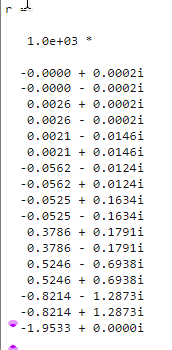 r =
1.0e+03 *
-0.0000 + 0.0002i
-0.0000 - 0.0002i
0.0026 + 0.0002i
0.0026 - 0.0002i
0.0021 - 0.0146i
0.0021 + 0.0146i
-0.0562 - 0.0124i
-0.0562 + 0.0124i
-0.0525 + 0.1634i
-0.0525 - 0.1634i
0.3786 + 0.1791i
0.3786 - 0.1791i
0.5246 - 0.6938i
0.5246 + 0.6938i
-0.8214 - 1.2873i
-0.8214 + 1.2873i
-1.9533 + 0.0000i